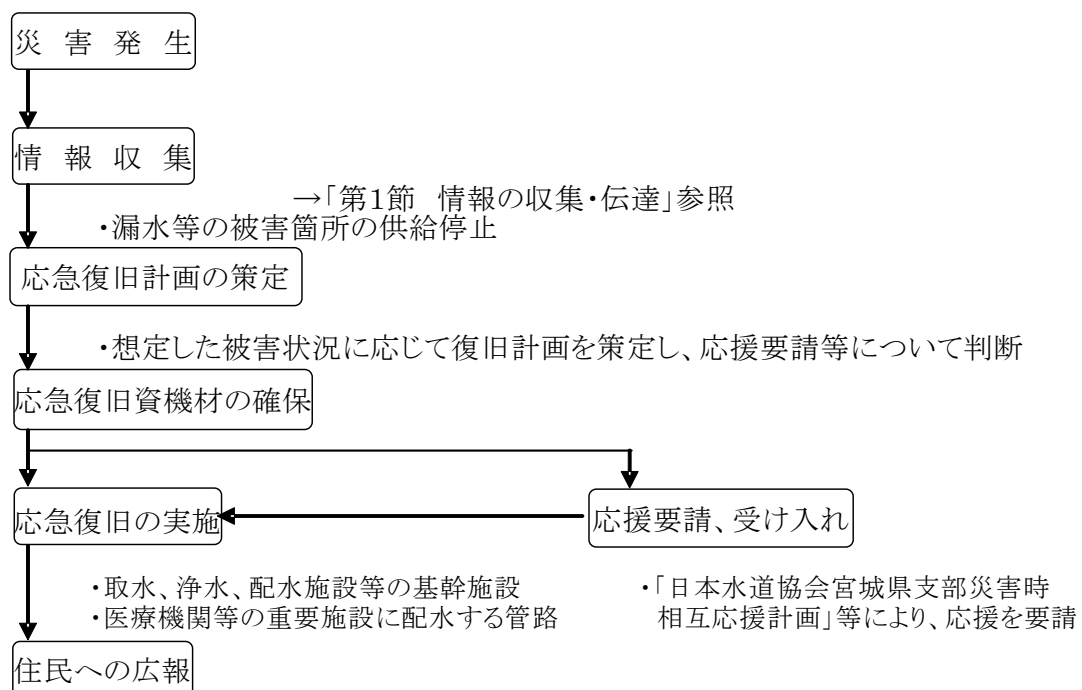 災 害 発 生
情 報 収 集
→「第1節 情報の収集・伝達」参照
・漏水等の被害箇所の供給停止
応急復旧計画の策定
・想定した被害状況に応じて復旧計画を策定し、応援要請等について判断
応急復旧資機材の確保
応急復旧の実施
応援要請、受け入れ
・取水、浄水、配水施設等の基幹施設
・医療機関等の重要施設に配水する管路
・「日本水道協会宮城県支部災害時
相互応援計画」等により、応援を要請
住民への広報